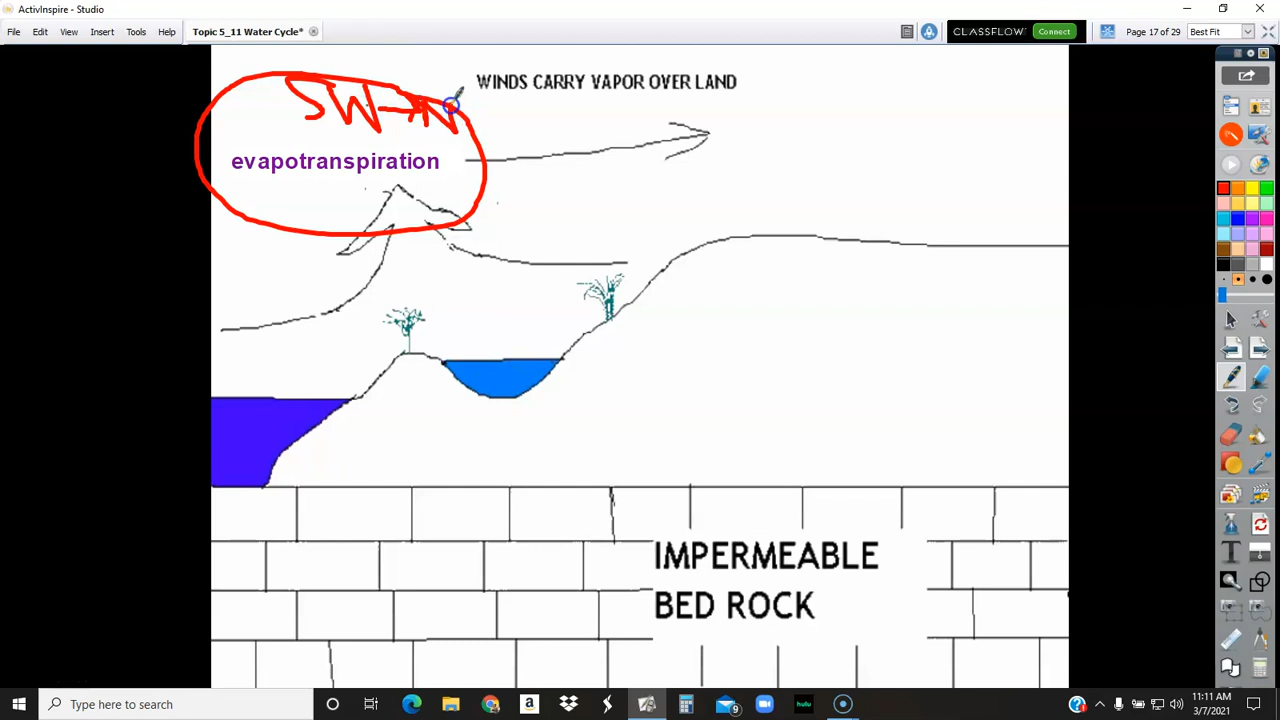 ActivInspire - Studio
File Edit View Insert Tools Help
Topic 5_11 Water Cycle*
CLASSFLOW Connect
Page 17 of 29
Best Fit
WINDS CARRY VAPOR OVER LAND
evapotranspiration
IMPERMEABLE
BED ROCK
Type here to search
a
hulu
9
11:11 AM
3/7/2021